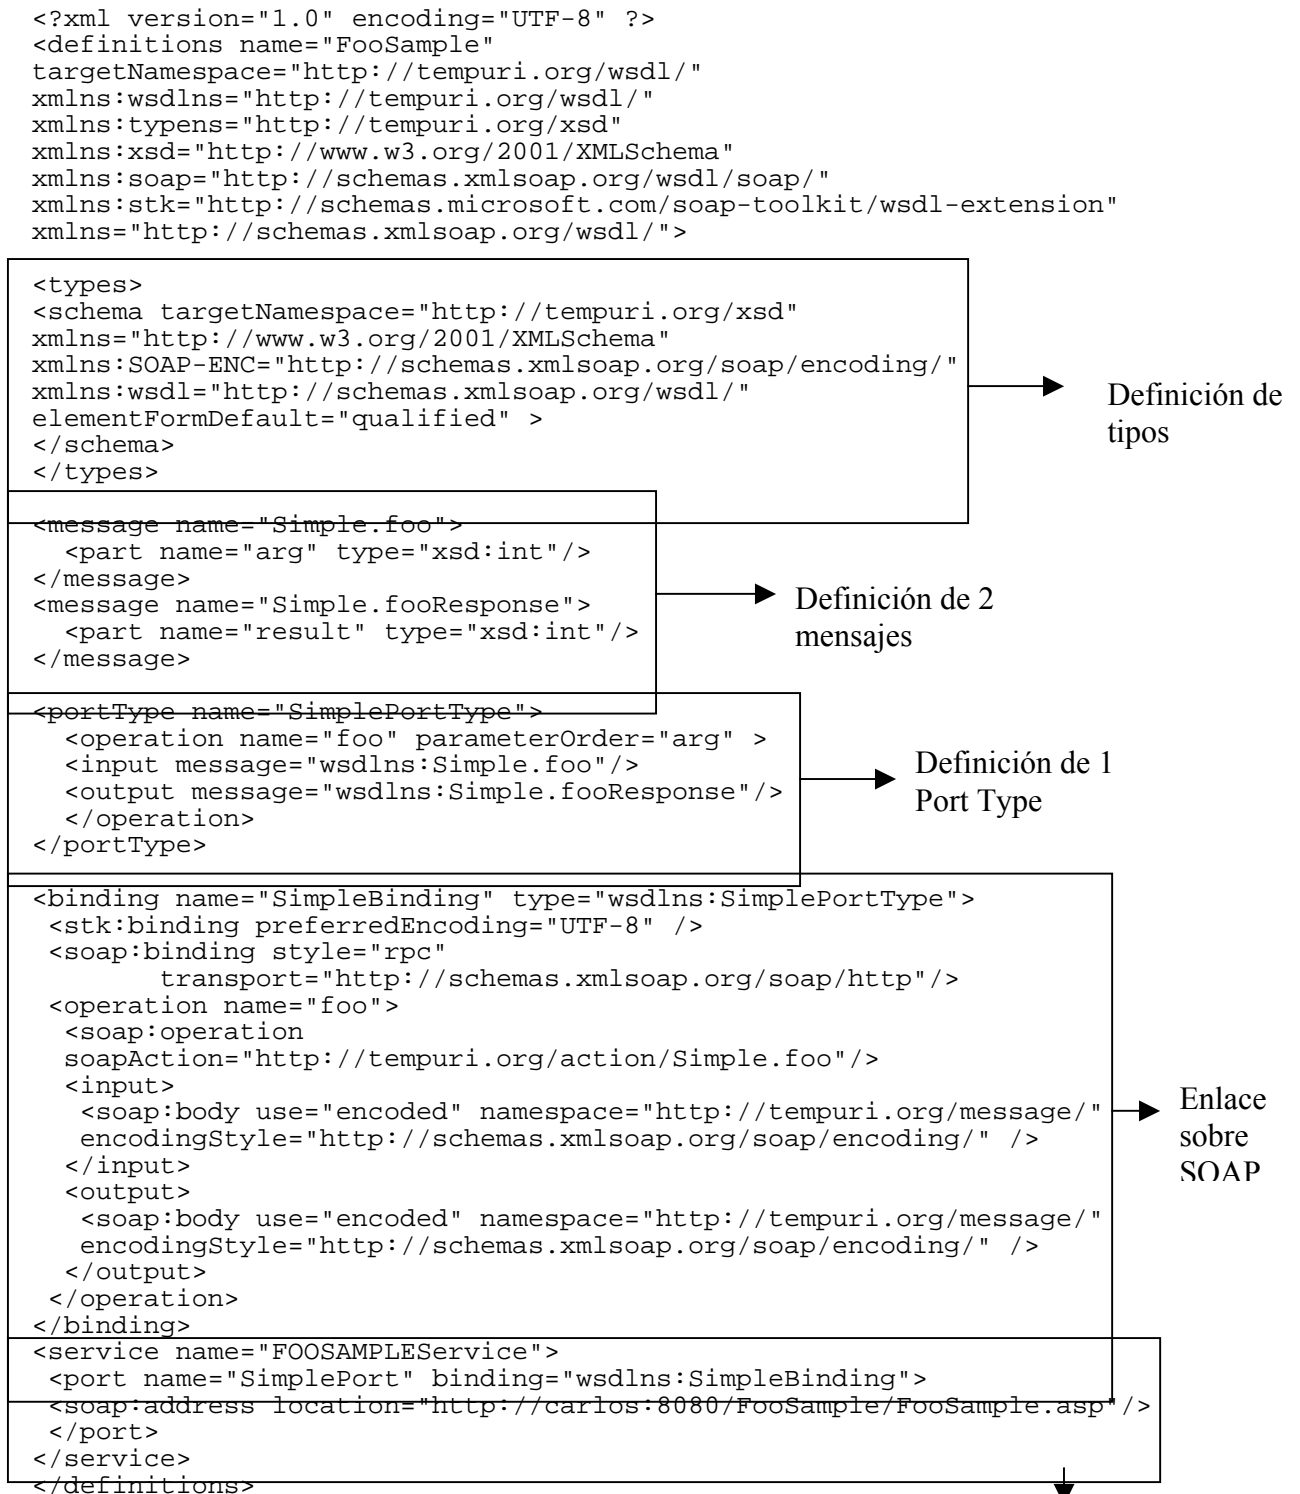 <?xml version="1.0" encoding="UTF-8" ?>
<definitions name="FooSample"
targetNamespace="http://tempuri.org/wsdl/"
xmlns:wsdlns="http://tempuri.org/wsdl/"
xmlns:typens="http://tempuri.org/xsd"
xmlns:xsd="http://www.w3.org/2001/XMLSchema"
xmlns:soap="http://schemas.xmlsoap.org/wsdl/soap/"
xmlns:stk="http://schemas.microsoft.com/soap-toolkit/wsdl-extension"
xmlns="http://schemas.xmlsoap.org/wsdl/">
<types>
<schema targetNamespace="http://tempuri.org/xsd"
xmlns="http://www.w3.org/2001/XMLSchema"
xmlns:SOAP-ENC="http://schemas.xmlsoap.org/soap/encoding/"
xmlns:wsdl="http://schemas.xmlsoap.org/wsdl/"
elementFormDefault="qualified" >
</schema>
</types>
Definición de
tipos
<message name="Simple.foo">
<part name="arg" type="xsd:int"/>
</message>
<message name="Simple.fooResponse">
<part name="result" type="xsd:int"/>
</message>
Definición de 2
mensajes
<portType name="SimplePortType">
<operation name="foo" parameterOrder="arg" >
<input message="wsdlns:Simple.foo"/>
<output message="wsdlns:Simple.fooResponse"/>
</operation>
</portType>
Definición de 1
Port Type
<binding name="SimpleBinding" type="wsdlns:SimplePortType">
<stk:binding preferredEncoding="UTF-8" />
<soap:binding style="rpc"
transport="http://schemas.xmlsoap.org/soap/http"/>
<operation name="foo">
<soap:operation
soapAction="http://tempuri.org/action/Simple.foo"/>
<input>
<soap:body use="encoded" namespace="http://tempuri.org/message/"
encodingStyle="http://schemas.xmlsoap.org/soap/encoding/" />
</input>
<output>
<soap:body use="encoded" namespace="http://tempuri.org/message/"
encodingStyle="http://schemas.xmlsoap.org/soap/encoding/" />
</output>
</operation>
</binding>
Enlace
sobre
SOAP
<service name="FOOSAMPLEService">
<port name="SimplePort" binding="wsdlns:SimpleBinding">
<soap:address location="http://carlos:8080/FooSample/FooSample.asp"/>
</port>
</service>
</definitions>